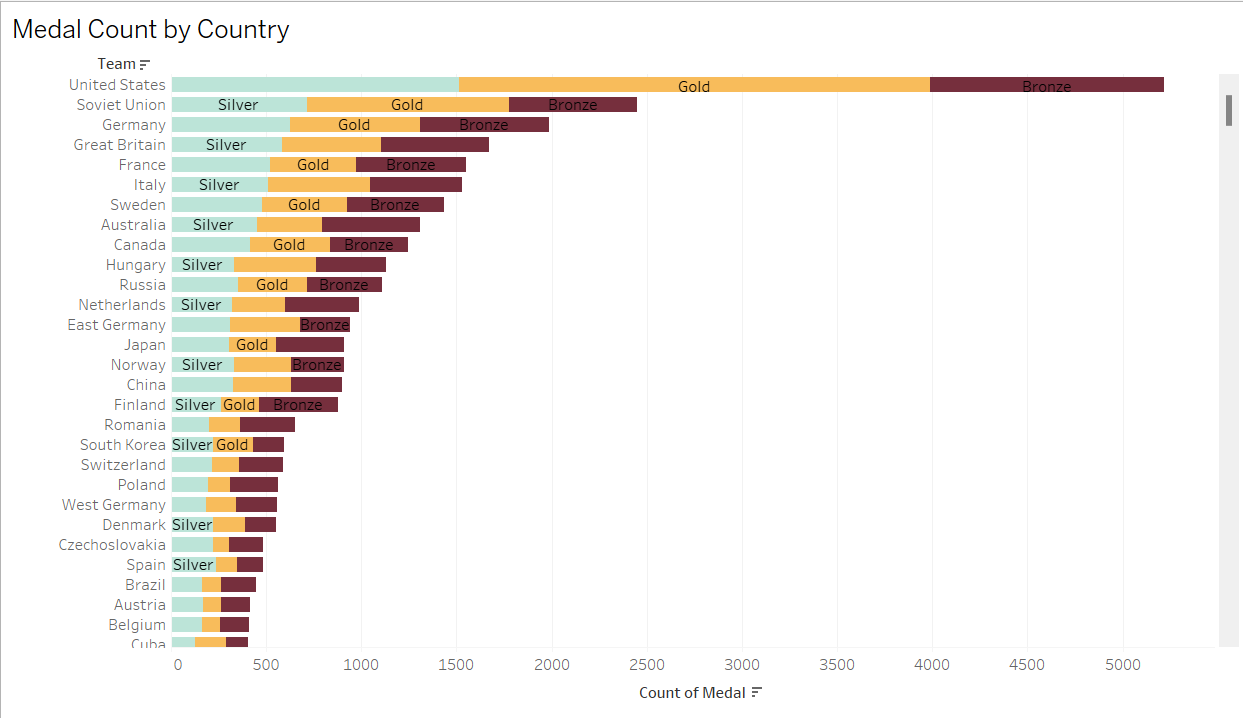 Medal Count by Country
Team
United States Gold Bronze
Soviet Union Silver Gold Bronze
Germany Gold Bronze
Great Britain Silver
France Gold Bronze
Italy Silver
Sweden Gold Bronze
Australia Silver
Canada Gold Bronze
Hungary Silver
Russia Gold Bronze
Netherlands Silver
East Germany Bronze
Japan Gold
Norway Silver Bronze
China
Finland Silver Gold Bronze
Romania
South Korea Silver Gold
Switzerland
Poland
West Germany
Denmark Silver
Czechoslovakia
Spain Silver
Brazil
Austria
Belgium
Cuba
0 500 1000 1500 2000 2500 3000 3500 4000 4500 5000
Count of Medal